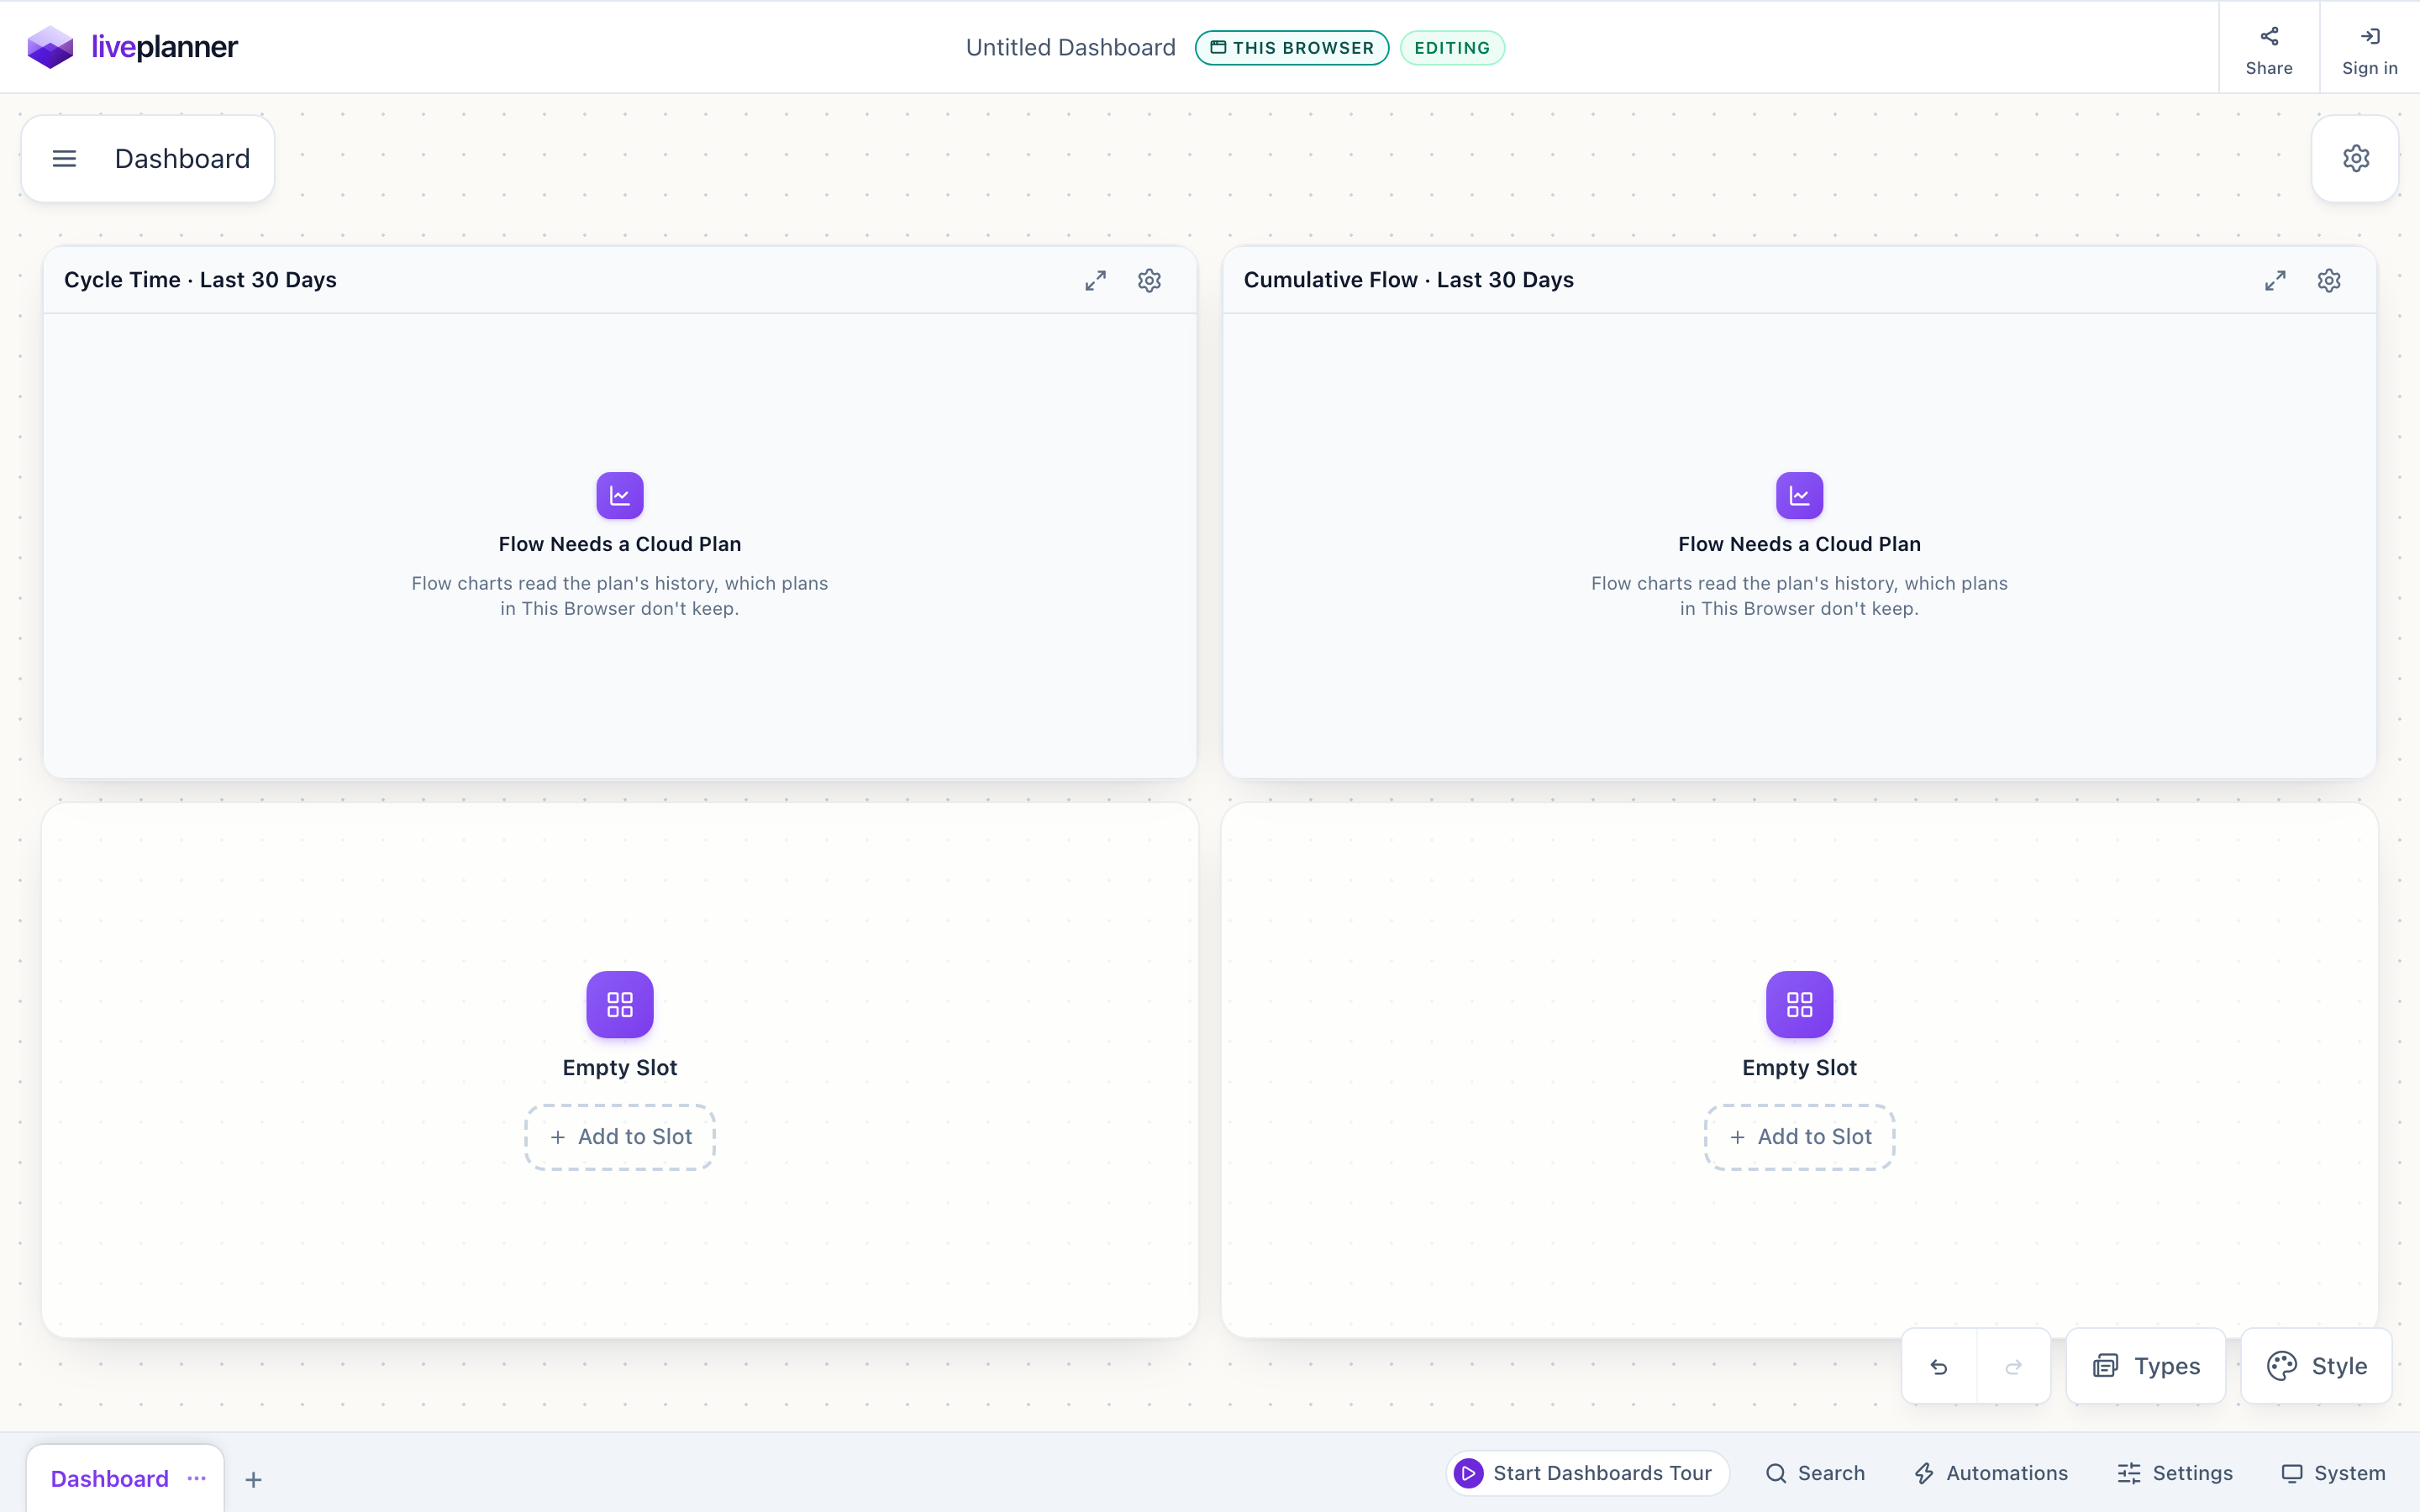 liveplanner
Untitled Dashboard
THIS BROWSER
EDITING
Share
Sign in
Dashboard
Cycle Time · Last 30 Days
Flow Needs a Cloud Plan
Flow charts read the plan's history, which plans
in This Browser don't keep.
Cumulative Flow · Last 30 Days
Flow Needs a Cloud Plan
Flow charts read the plan's history, which plans
in This Browser don't keep.
Empty Slot
+ Add to Slot
Empty Slot
+ Add to Slot
Types
Style
Dashboard
Start Dashboards Tour
Search
Automations
Settings
System